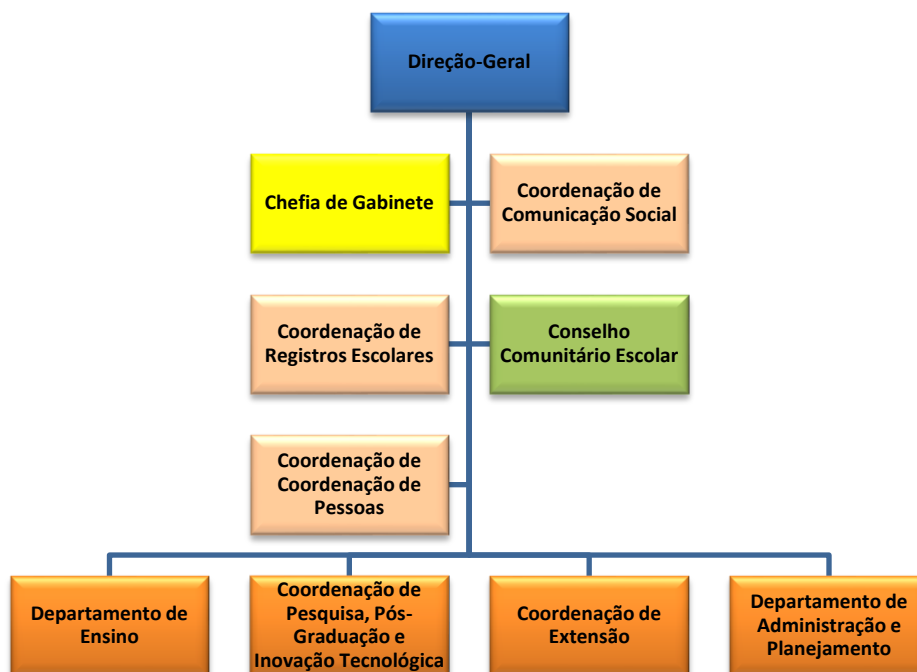 Direção-Geral
Chefia de Gabinete
Coordenação de
Comunicação Social
Coordenação de
Registros Escolares
Conselho
Comunitário Escolar
Coordenação de
Coordenação de
Pessoas
Departamento de
Ensino
Coordenação de
Pesquisa, Pós-
Graduação e
Inovação Tecnológica
Coordenação de
Extensão
Departamento de
Administração e
Planejamento